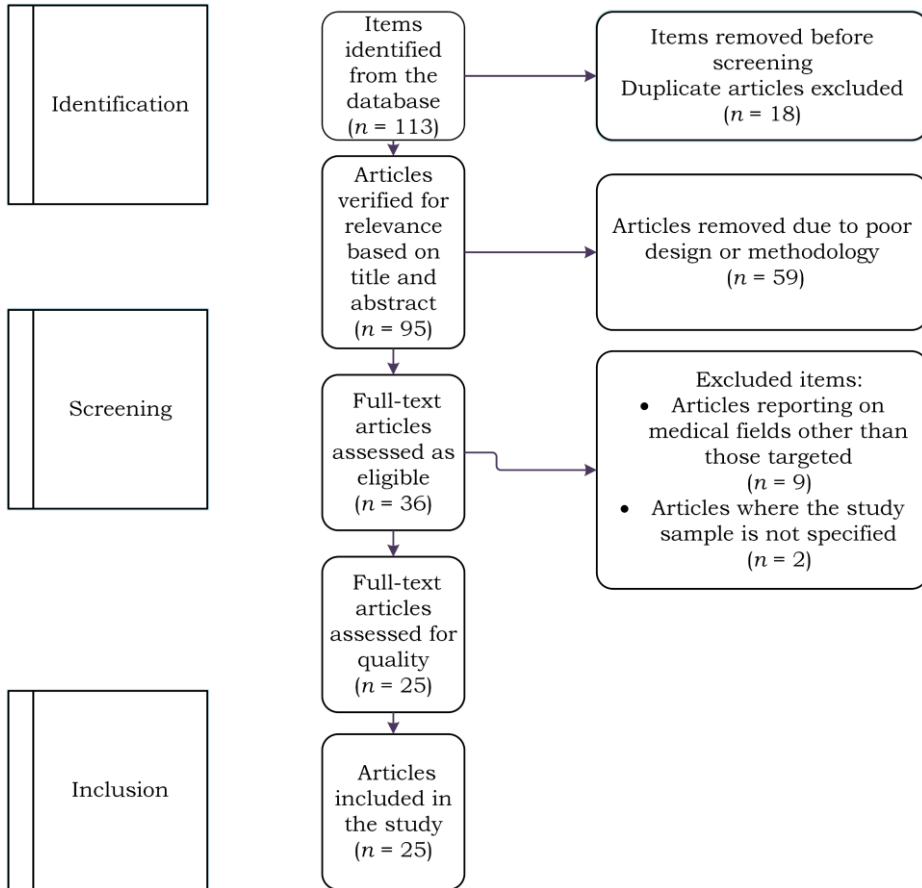 Identification
Items
identified
from the
database
(n = 113)
Items removed before
screening
Duplicate articles excluded
(n = 18)
Articles
verified for
relevance
based on
title and
abstract
(n = 95)
Articles removed due to poor
design or methodology
(n = 59)
Screening
Full-text
articles
assessed as
eligible
(n = 36)
Excluded items:
• Articles reporting on
medical fields other than
those targeted
(n = 9)
• Articles where the study
sample is not specified
(n = 2)
Full-text
articles
assessed for
quality
(n = 25)
Inclusion
Articles
included in
the study
(n = 25)